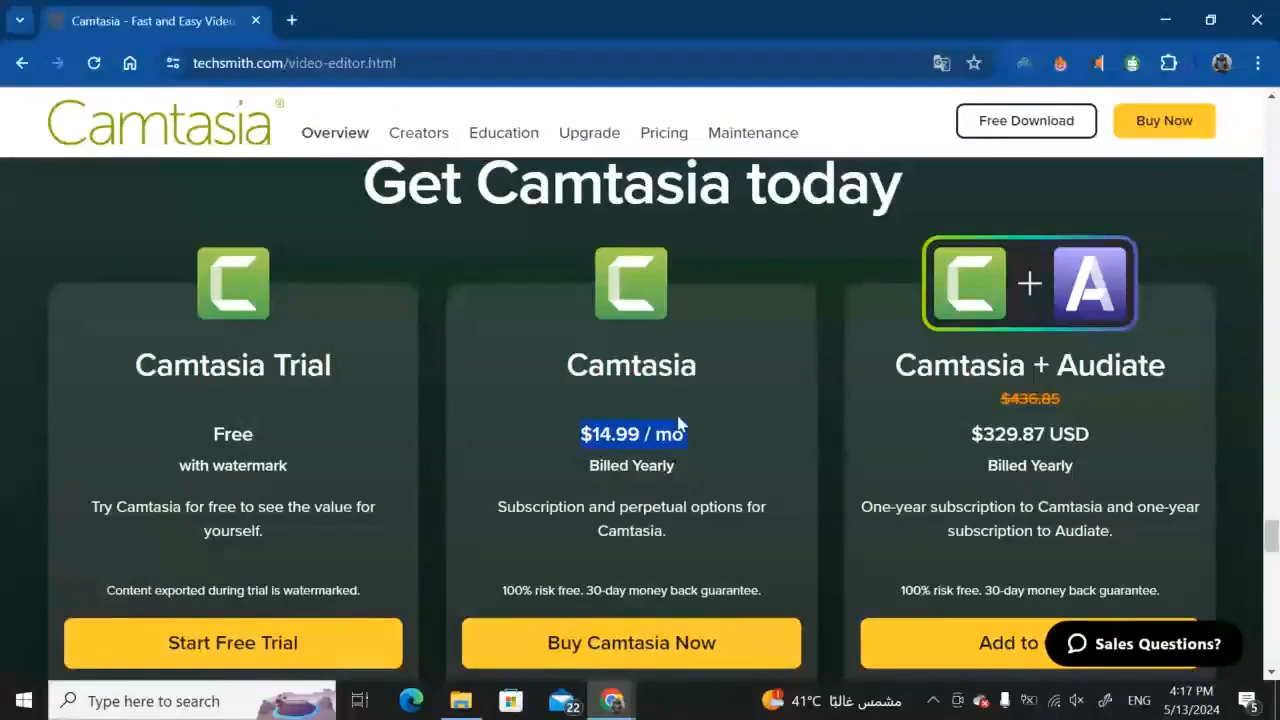 Camtasia - Fast and Easy Video
techsmith.com/video-editor.html
Camtasia®
Overview
Creators
Education
Upgrade
Pricing
Maintenance
Free Download
Buy Now
Get Camtasia today
C
Camtasia Trial
Free
with watermark
Try Camtasia for free to see the value for
yourself.
Content exported during trial is watermarked.
Start Free Trial
C
Camtasia
$14.99 / mo
Billed Yearly
Subscription and perpetual options for
Camtasia.
100% risk free. 30-day money back guarantee.
Buy Camtasia Now
C + A
Camtasia + Audiate
$436.85
$329.87 USD
Billed Yearly
One-year subscription to Camtasia and one-year
subscription to Audiate.
100% risk free. 30-day money back guarantee.
Add to
Sales Questions?
Type here to search
22
41°C مشمس غالبًا
ENG
4:17 PM
5/13/2024
5